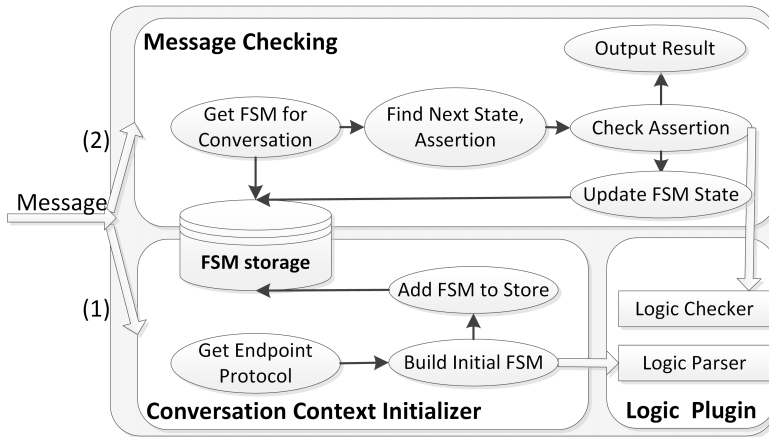 Message Checking
Output Result
Get FSM for
Conversation
Find Next State,
Assertion
Check Assertion
(2)
Update FSM State
Message
FSM storage
Add FSM to Store
(1)
Logic Checker
Get Endpoint
Protocol
Build Initial FSM
Logic Parser
Conversation Context Initializer
Logic Plugin